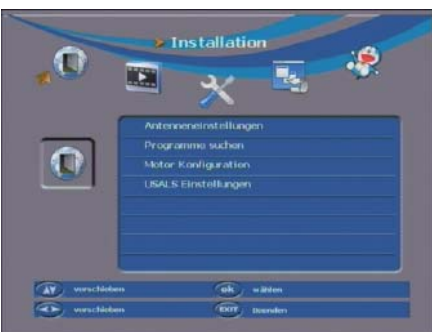 Installation
Antenneneinstellungen
Programme suchen
Motor Konfiguration
USALS Einstellungen
verschieben ok wählen
verschieben EXIT Beenden